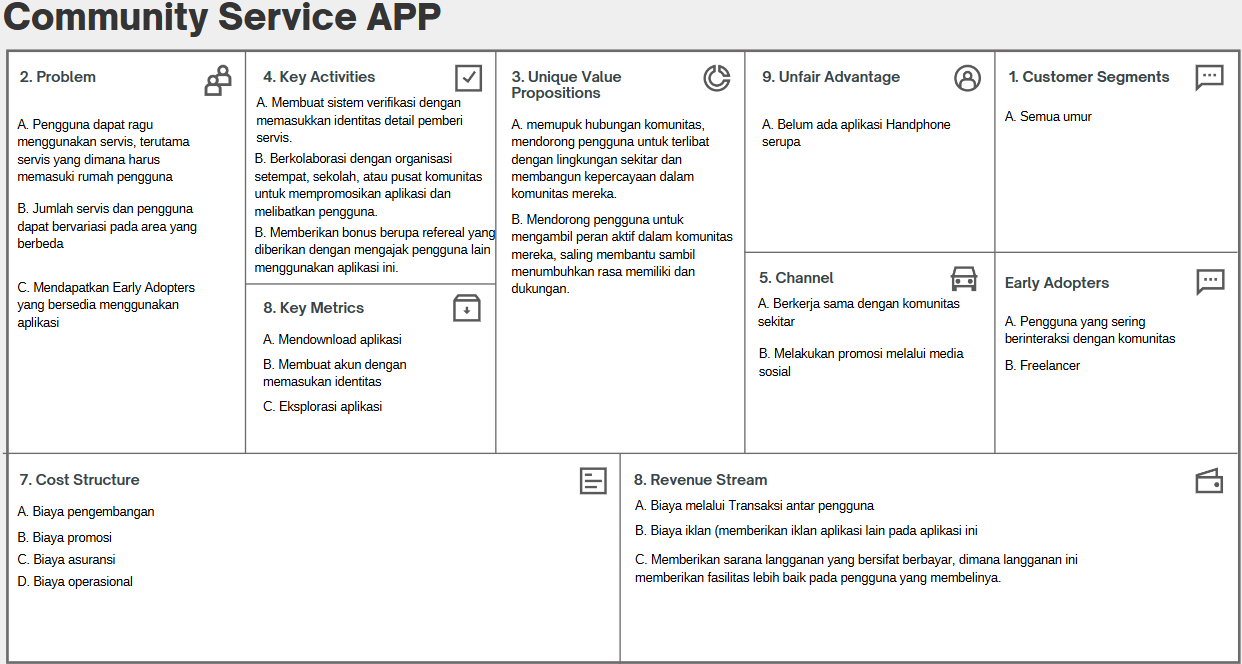 Community Service APP
2. Problem
A. Pengguna dapat ragu
menggunakan servis, terutama
servis yang dimana harus
memasuki rumah pengguna
B. Jumlah servis dan pengguna
dapat bervariasi pada area yang
berbeda
C. Mendapatkan Early Adopters
yang bersedia menggunakan
aplikasi
4. Key Activities
A. Membuat sistem verifikasi dengan
memasukkan identitas detail pemberi
servis.
B. Berkolaborasi dengan organisasi
setempat, sekolah, atau pusat komunitas
untuk mempromosikan aplikasi dan
melibatkan pengguna.
B. Memberikan bonus berupa refereal yang
diberikan dengan mengajak pengguna lain
menggunakan aplikasi ini.
8. Key Metrics
A. Mendownload aplikasi
B. Membuat akun dengan
memasukan identitas
C. Eksplorasi aplikasi
3. Unique Value
Propositions
A. memupuk hubungan komunitas,
mendorong pengguna untuk terlibat
dengan lingkungan sekitar dan
membangun kepercayaan dalam
komunitas mereka.
B. Mendorong pengguna untuk
mengambil peran aktif dalam komunitas
mereka, saling membantu sambil
menumbuhkan rasa memiliki dan
dukungan.
9. Unfair Advantage
A. Belum ada aplikasi Handphone
serupa
5. Channel
A. Berkerja sama dengan komunitas
sekitar
B. Melakukan promosi melalui media
sosial
1. Customer Segments
A. Semua umur
Early Adopters
A. Pengguna yang sering
berinteraksi dengan komunitas
B. Freelancer
7. Cost Structure
A. Biaya pengembangan
B. Biaya promosi
C. Biaya asuransi
D. Biaya operasional
8. Revenue Stream
A. Biaya melalui Transaksi antar pengguna
B. Biaya iklan (memberikan iklan aplikasi lain pada aplikasi ini
C. Memberikan sarana langganan yang bersifat berbayar, dimana langganan ini
memberikan fasilitas lebih baik pada pengguna yang membelinya.